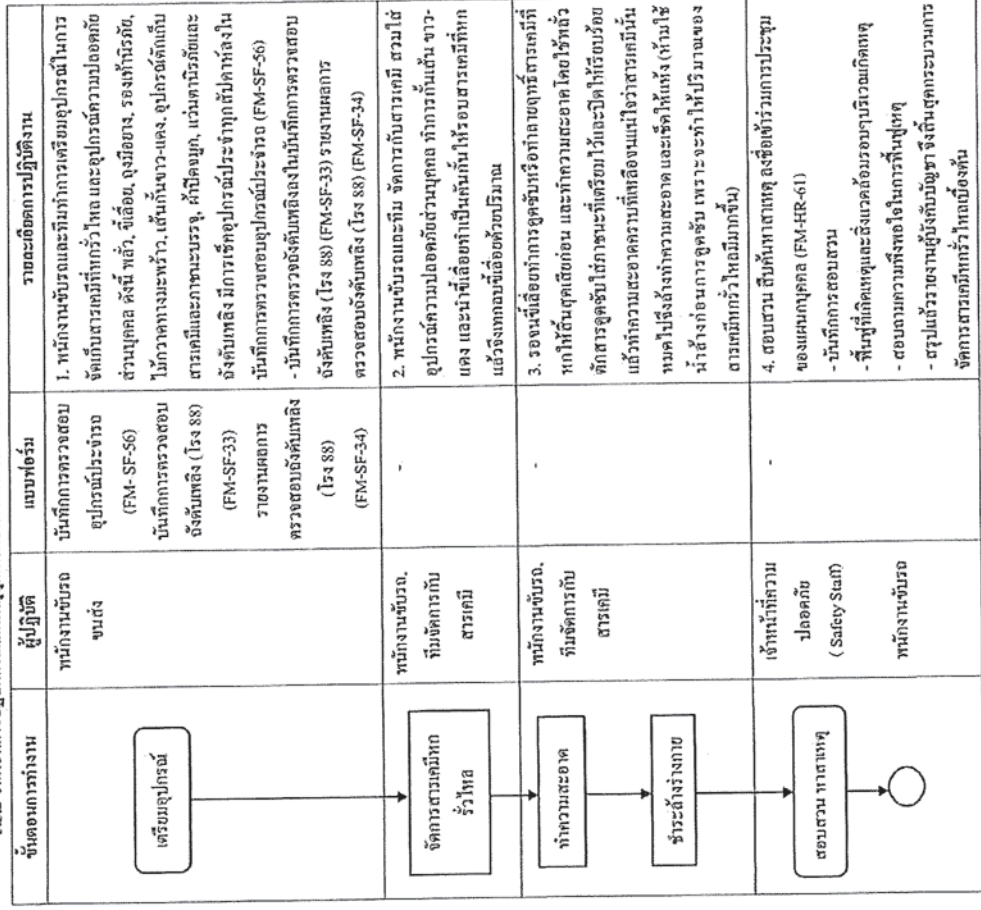 ขั้นตอนการทำงาน
ผู้ปฏิบัติ
แบบฟอร์ม
รายละเอียดการปฏิบัติงาน
เตรียมอุปกรณ์
พนักงานขับรถ
ขนส่ง
บันทึกการตรวจสอบ
อุปกรณ์ประจำรถ
(FM- SF-56)
บันทึกการตรวจสอบ
ถังดับเพลิง (โรง 88)
(FM-SF-33)
รายงานผลการ
ตรวจสอบถังดับเพลิง
(โรง 88)
(FM-SF-34)
1. พนักงานขับรถและทีมทำการเตรียมอุปกรณ์ในการ
จัดเก็บสารเคมีที่หกรั่วไหล และอุปกรณ์ความปลอดภัย
ส่วนบุคคล ดังนี้ พลั่ว, ขี้เลื่อย, ถุงมือยาง, รองเท้านิรภัย,
ไม้กวาดทางมะพร้าว, เส้นกั้นขาว-แดง, อุปกรณ์ตักเก็บ
สารเคมีและภาชนะบรรจุ, ผ้าปิดจมูก, แว่นตานิรภัยและ
ถังดับเพลิง มีการเช็คอุปกรณ์ประจำทุกสัปดาห์ลงใน
บันทึกการตรวจสอบอุปกรณ์ประจำรถ (FM-SF-56)
- บันทึกการตรวจถังดับเพลิงลงในบันทึกการตรวจสอบ
ถังดับเพลิง (โรง 88) (FM-SF-33) รายงานผลการ
ตรวจสอบถังดับเพลิง (โรง 88) (FM-SF-34)
จัดการสารเคมีหก
รั่วไหล
พนักงานขับรถ,
ทีมจัดการกับ
สารเคมี
-
2. พนักงานขับรถและทีม จัดการกับสารเคมี สวมใส่
อุปกรณ์ความปลอดภัยส่วนบุคคล ทำการกั้นเส้น ขาว-
แดง และนำขี้เลื่อยทำเป็นคันกั้นให้รอบสารเคมีที่หก
แล้วจึงเททับขี้เลื่อยด้วยปริมาณ
ทำความสะอาด
ชำระล้างร่างกาย
พนักงานขับรถ,
ทีมจัดการกับ
สารเคมี
-
3. รอจนขี้เลื่อยทำการดูดซับหรือทำลายฤทธิ์สารเคมีที่
หกให้สิ้นสุดเสียก่อน และทำความสะอาดโดยใช้พลั่ว
ตักสารดูดซับใส่ภาชนะที่เตรียมไว้และปิดให้เรียบร้อย
แล้วทำความสะอาดคราบที่เหลือจนแน่ใจว่าสารเคมีนั้น
หมดไปจึงล้างทำความสะอาด และเช็ดให้แห้ง (ห้ามใช้
น้ำล้างก่อนการดูดซับ เพราะจะทำให้ปริมาณของ
สารเคมีหกรั่วไหลมีมากขึ้น)
สอบสวน หาสาเหตุ
เจ้าหน้าที่ความ
ปลอดภัย
( Safety Staff)
พนักงานขับรถ
-
4. สอบสวน สืบค้นหาสาเหตุ ลงชื่อเข้าร่วมการประชุม
ของแผนกบุคคล (FM-HR-61)
- บันทึกการสอบสวน
- ฟื้นฟูที่เกิดเหตุและสิ่งแวดล้อมรอบๆบริเวณเกิดเหตุ
- สอบถามความพึงพอใจในการฟื้นฟูเหตุ
- สรุปแล้วรายงานผู้บังคับบัญชา จึงสิ้นสุดกระบวนการ
จัดการสารเคมีหกรั่วไหลเบื้องต้น